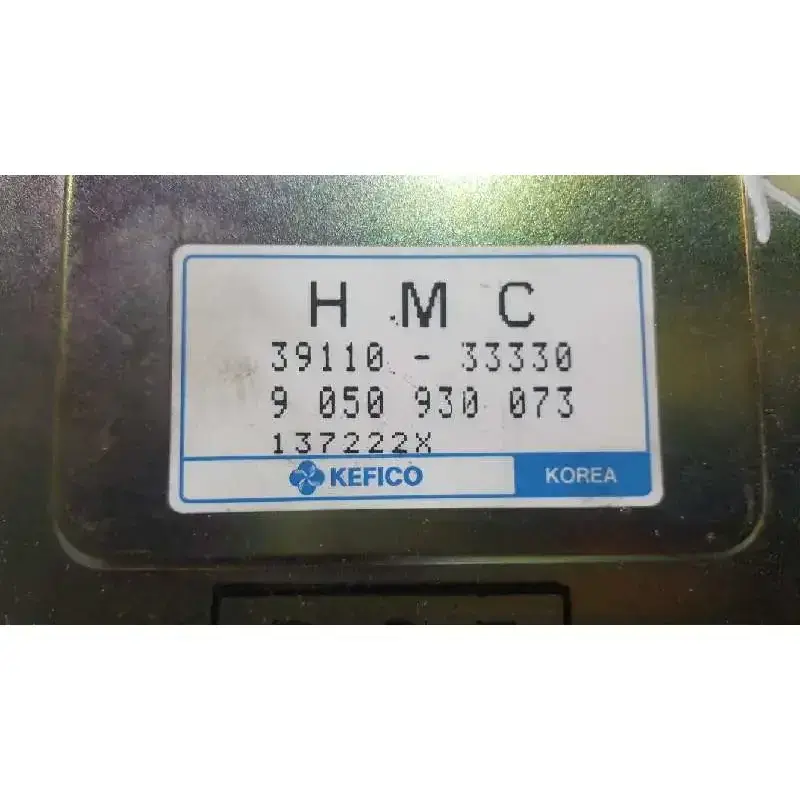 H M C
39110 - 33330
9 050 930 073
137222X
KEFICO KOREA